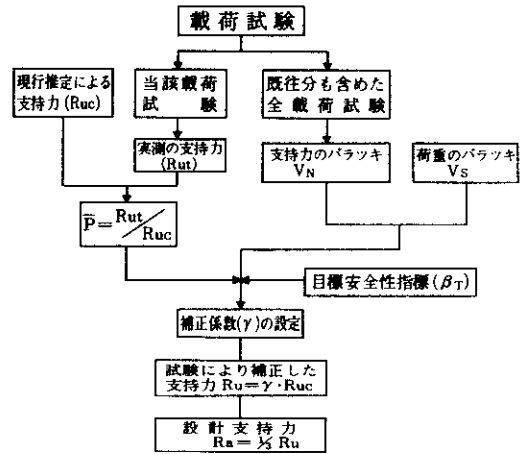 載荷試験
現行推定による
支持力(Ruc)
当該載荷
試験
既往分も含めた
全載荷試験
実測の支持力
(Rut)
支持力のバラツキ
VN
荷重のバラツキ
VS
P̅=Rut/Ruc
目標安全性指標(βT)
補正係数(γ)の設定
試験により補正した
支持力 Ru=γ・Ruc
設計支持力
Ra=⅓ Ru